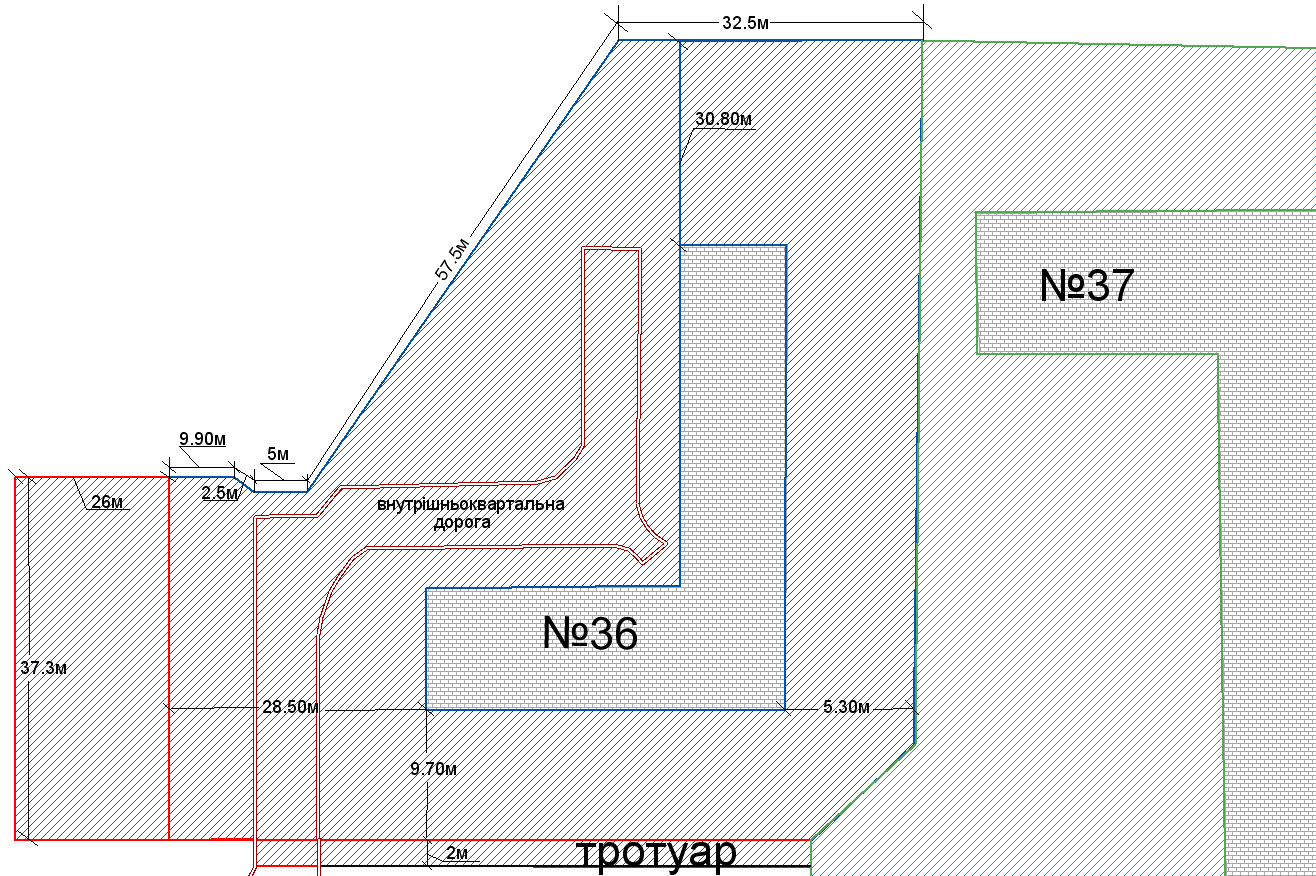 32.5м
30.80м
57.5м
№37
9.90м
5м
2.5м
26м
внутрішньоквартальна
дорога
№36
37.3м
28.50м
5.30м
9.70м
2м
тротуар